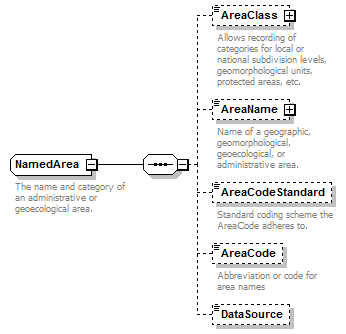 AreaClass
Allows recording of
categories for local or
national subdivision levels,
geomorphological units,
protected areas, etc.
AreaName
Name of a geographic,
geomorphological,
geoecological, or
administrative area.
NamedArea
The name and category of
an administrative or
geoecological area.
AreaCodeStandard
Standard coding scheme the
AreaCode adheres to.
AreaCode
Abbreviation or code for
area names
DataSource